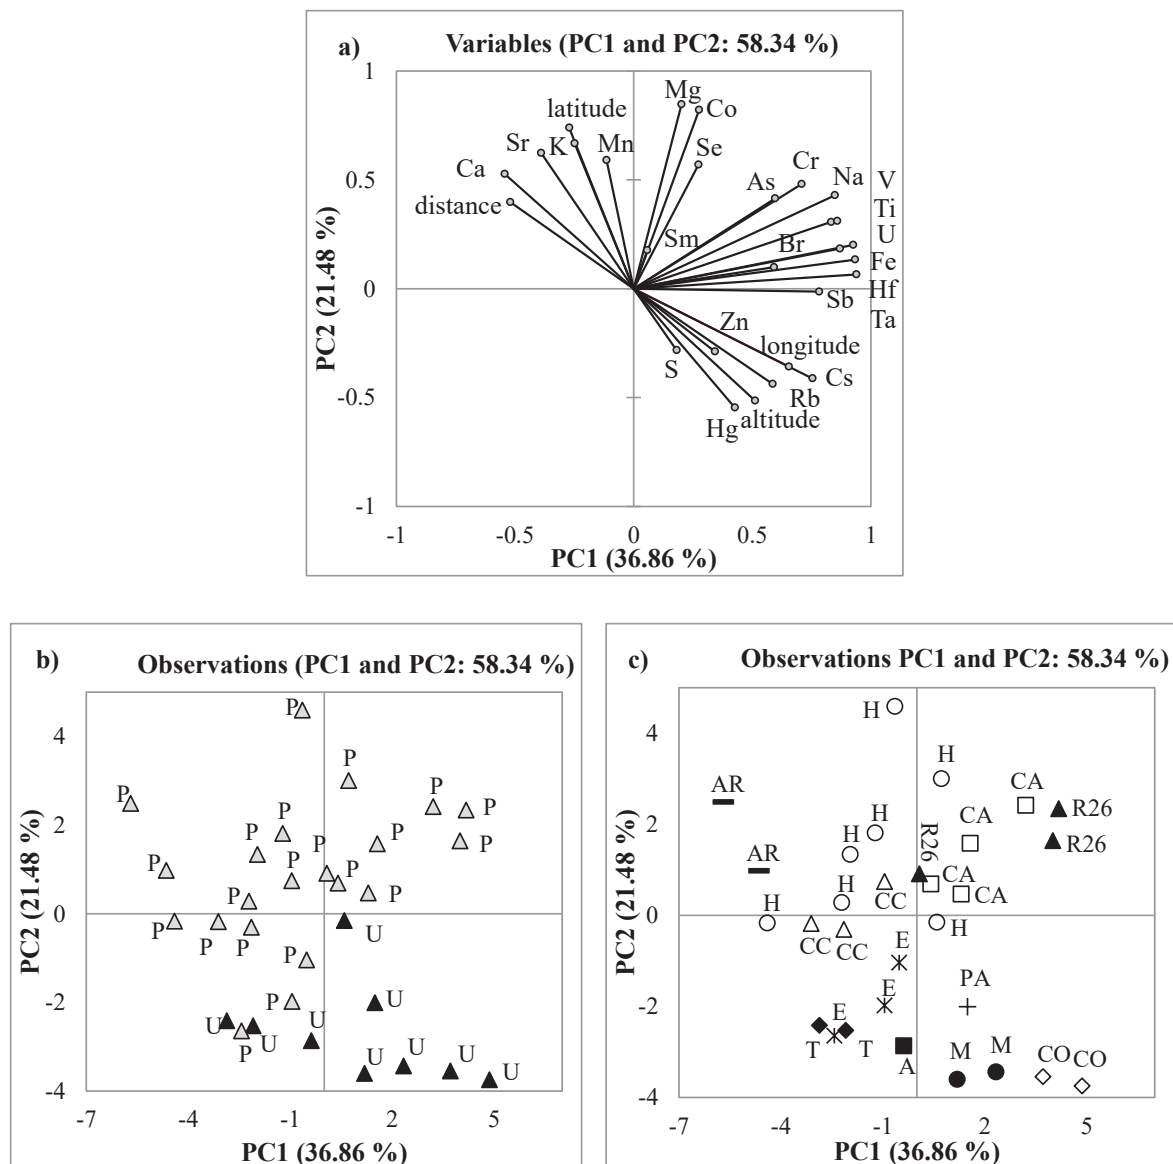 a) Variables (PC1 and PC2: 58.34 %)
1
Mg
Co
latitude
Sr K Mn
Se
Ca
Cr
0.5
As
Na V
distance
Ti
Sm
Br
U
Fe
0
Sb Hf
Zn
Ta
longitude
S
Cs
Rb
-0.5
Hg altitude
-1
PC2 (21.48 %)
-1 -0.5 0 0.5 1
PC1 (36.86 %)
b) Observations (PC1 and PC2: 58.34 %)
P
4
P
P P P
P
2
P P
P
P
P
P P P
P
0
P P P
U
P
-2
P U
U U U
P
U U U U
-4
PC2 (21.48 %)
-7 -4 -1 2 5
PC1 (36.86 %)
c) Observations PC1 and PC2: 58.34 %)
H
4
H
AR
CA
R26
2
H CA
H R26
R26
AR
CA
H CC CA
0
H
CC CC
E
E PA
-2
E
T T
A
M M
CO CO
-4
PC2 (21.48 %)
-7 -4 -1 2 5
PC1 (36.86 %)